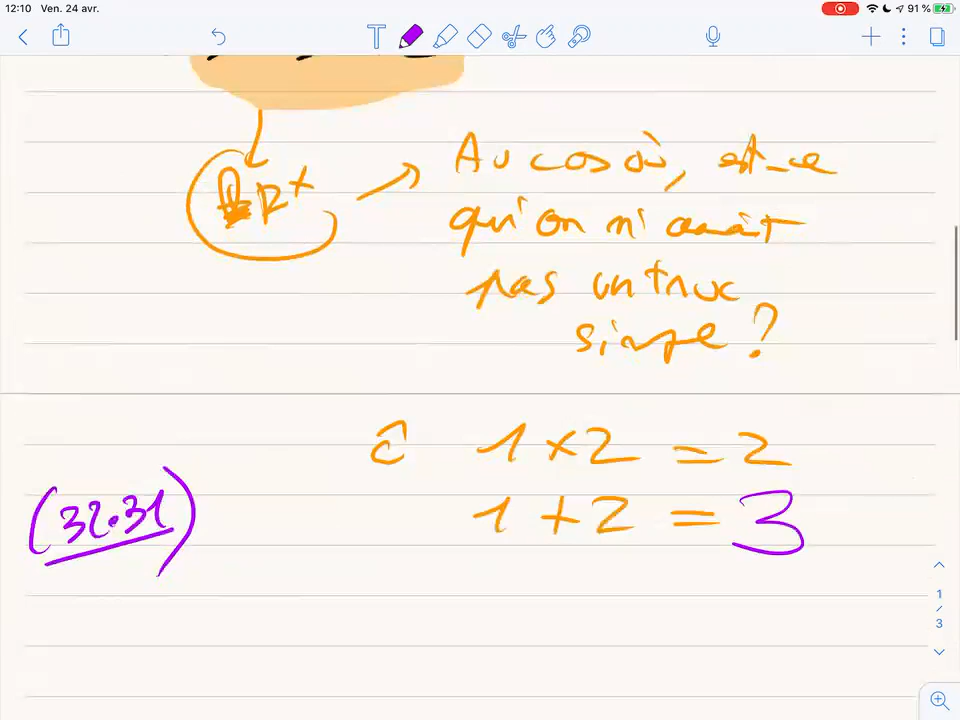 12:10 Ven. 24 avr. 91 %
Au cas où, est-ce
qu'on n'aurait
pas un truc
simple ?
1 × 2 = 2
(32.31) 1 + 2 = 3
1
/
3